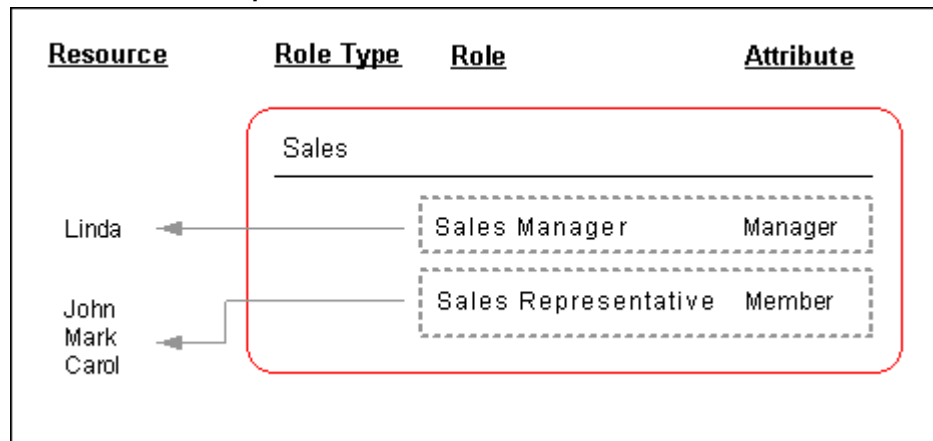 Resource Role Type Role Attribute
Sales
Linda Sales Manager Manager
Sales Representative Member
John
Mark
Carol